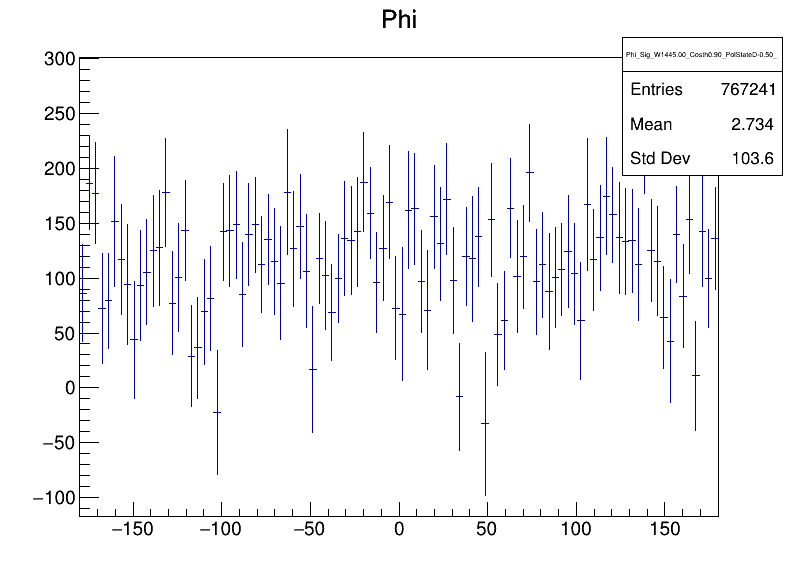 Phi
Phi_Sig_W1445.00_Costh0.90_PolStateD-0.50_
Entries 767241
Mean 2.734
Std Dev 103.6
300
250
200
150
100
50
0
−50
−100
−150 −100 −50 0 50 100 150